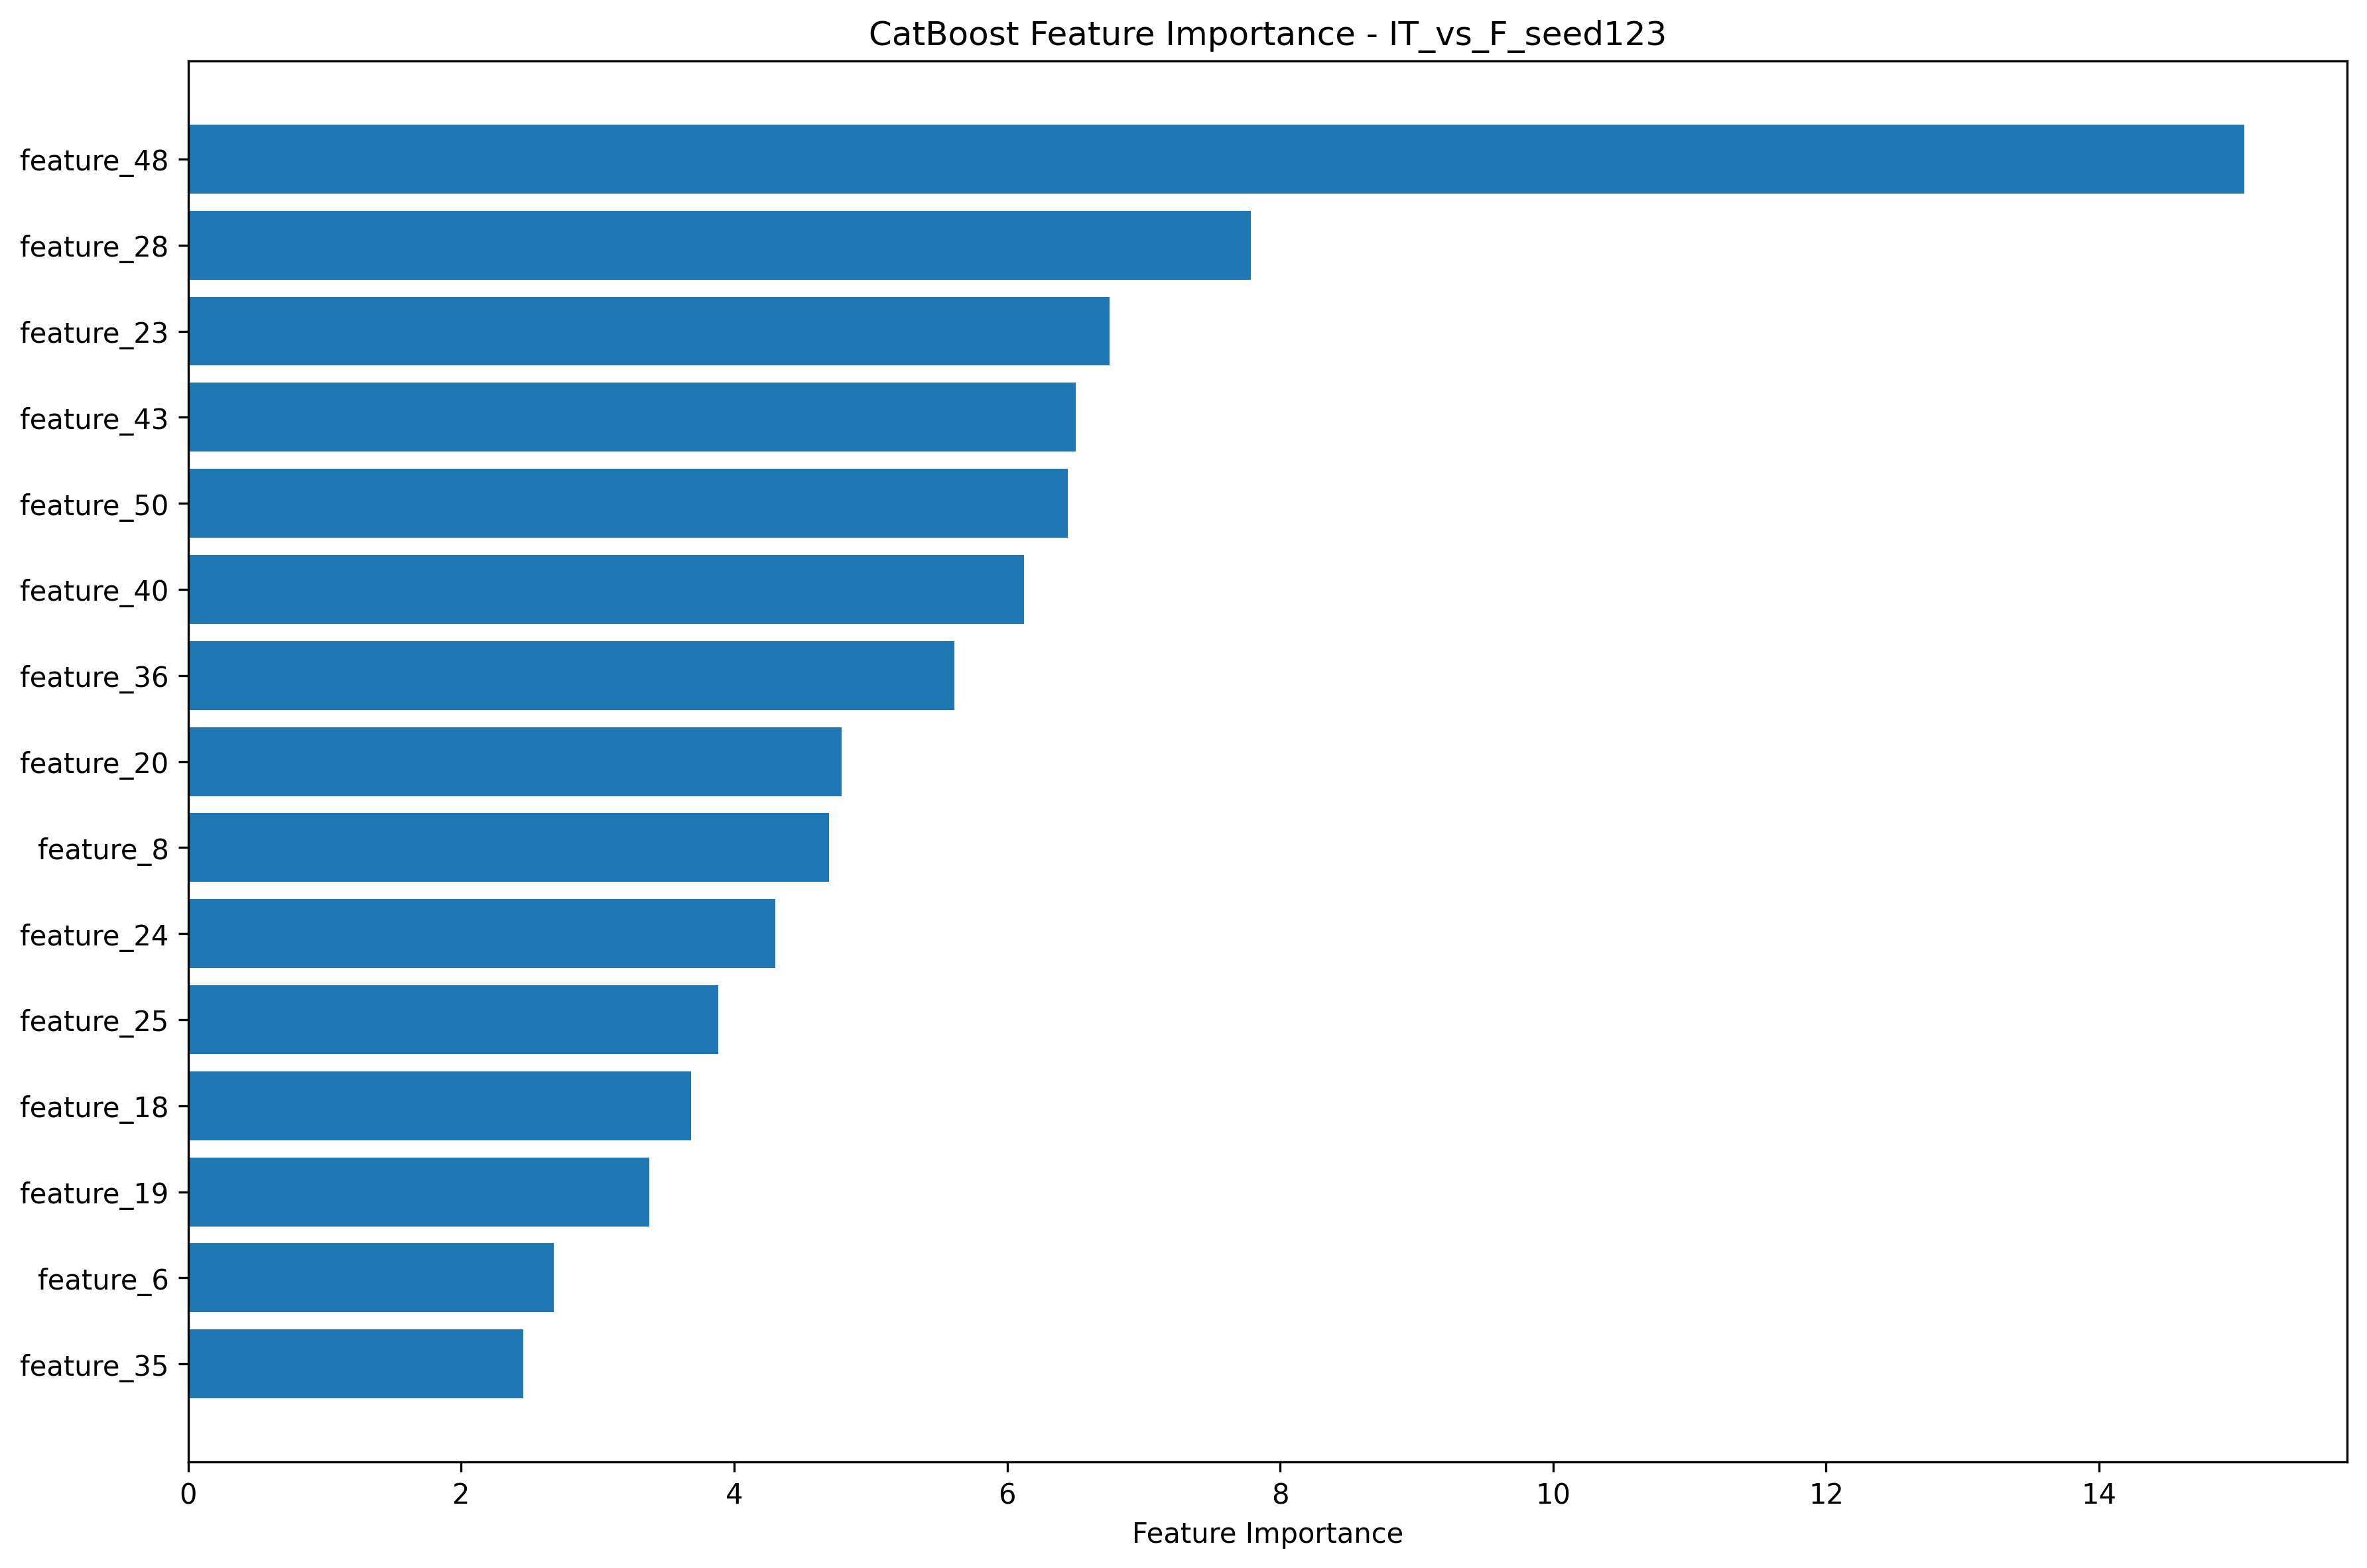 CatBoost Feature Importance - IT_vs_F_seed123
feature_48
feature_28
feature_23
feature_43
feature_50
feature_40
feature_36
feature_20
feature_8
feature_24
feature_25
feature_18
feature_19
feature_6
feature_35
0 2 4 6 8 10 12 14
Feature Importance